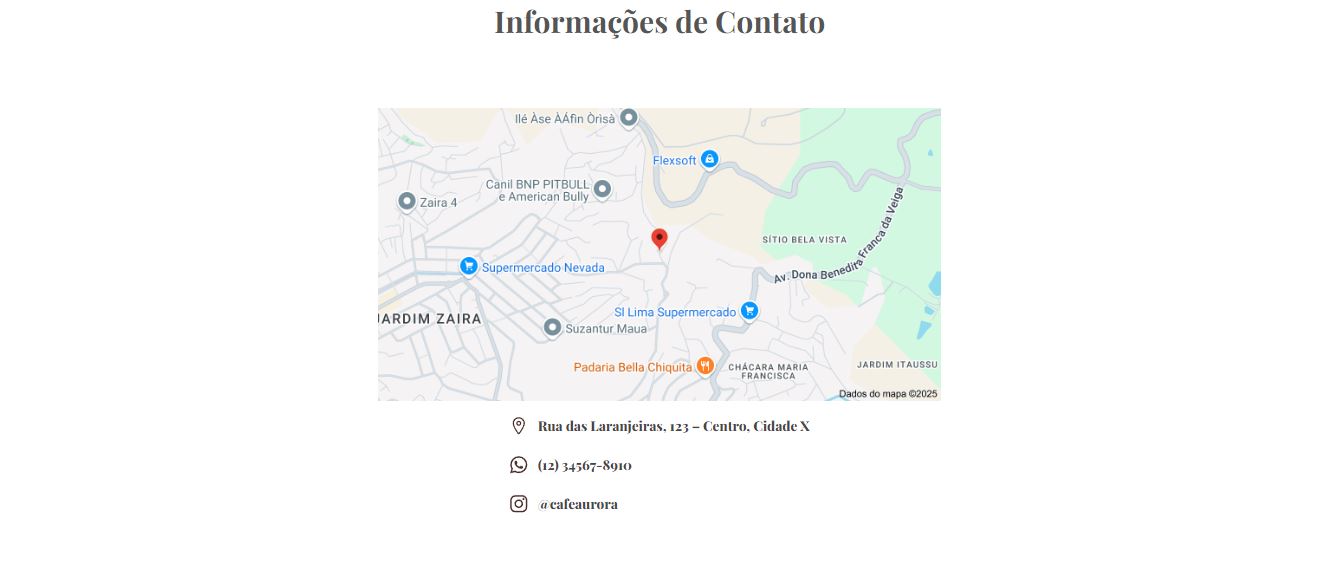 Informações de Contato
Ilé Àse ÀÁfin Òrìsà
Flexsoft
Canil BNP PITBULL
e American Bully
Zaira 4
SÍTIO BELA VISTA
Av. Dona Benedita Franca da Veiga
Supermercado Nevada
Sl Lima Supermercado
JARDIM ZAIRA
Suzantur Maua
Padaria Bella Chiquita
CHÁCARA MARIA
FRANCISCA
JARDIM ITAUSSU
Dados do mapa ©2025
Rua das Laranjeiras, 123 – Centro, Cidade X
(12) 34567-8910
@cafeaurora